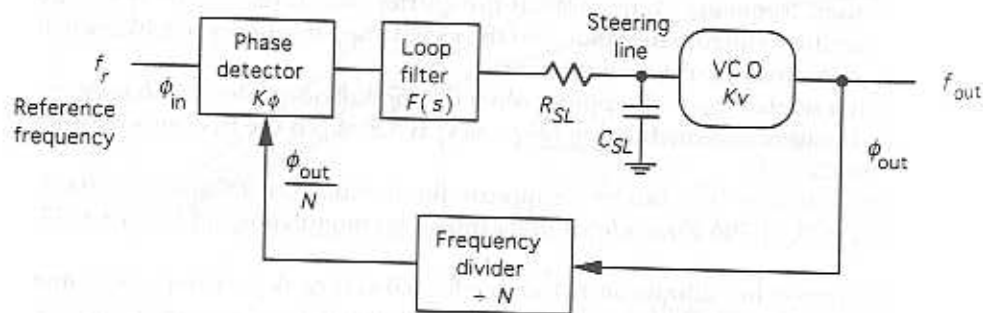 Phase
detector
Kϕ
Loop
filter
F(s)
Steering
line
VCO
Kv
f_r
ϕ_in
Reference
frequency
R_SL
C_SL
f_out
ϕ_out
ϕ_out
N
Frequency
divider
÷ N